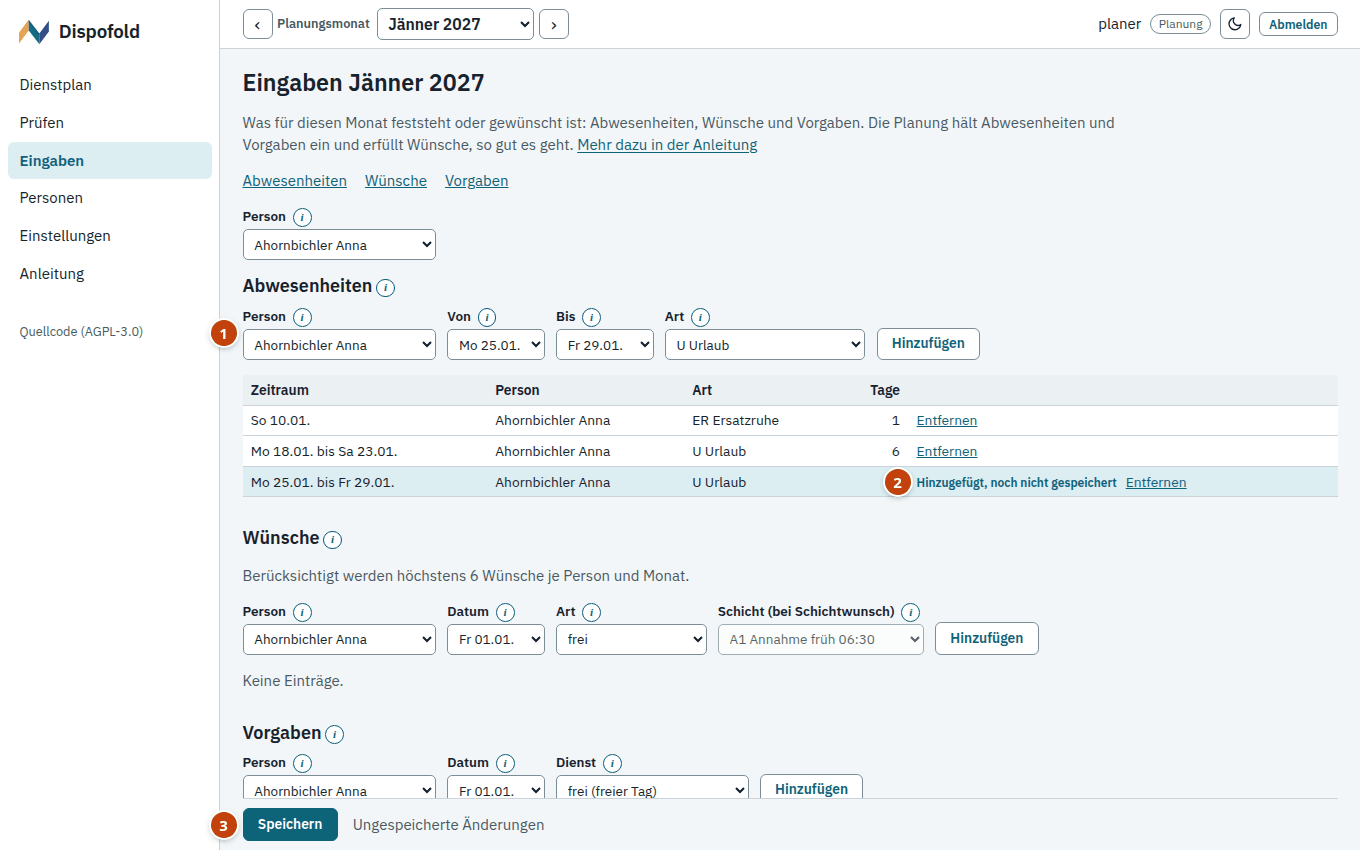 Dispofold
Dienstplan
Prüfen
Eingaben
Personen
Einstellungen
Anleitung
Quellcode (AGPL-3.0)
‹ Planungsmonat Jänner 2027 ›
planer Planung Abmelden
Eingaben Jänner 2027
Was für diesen Monat feststeht oder gewünscht ist: Abwesenheiten, Wünsche und Vorgaben. Die Planung hält Abwesenheiten und
Vorgaben ein und erfüllt Wünsche, so gut es geht. Mehr dazu in der Anleitung
Abwesenheiten Wünsche Vorgaben
Person i
Ahornbichler Anna
Abwesenheiten i
Person i Von i Bis i Art i
1 Ahornbichler Anna Mo 25.01. Fr 29.01. U Urlaub Hinzufügen
Zeitraum Person Art Tage
So 10.01. Ahornbichler Anna ER Ersatzruhe 1 Entfernen
Mo 18.01. bis Sa 23.01. Ahornbichler Anna U Urlaub 6 Entfernen
Mo 25.01. bis Fr 29.01. Ahornbichler Anna U Urlaub 2 Hinzugefügt, noch nicht gespeichert Entfernen
Wünsche i
Berücksichtigt werden höchstens 6 Wünsche je Person und Monat.
Person i Datum i Art i Schicht (bei Schichtwunsch) i
Ahornbichler Anna Fr 01.01. frei A1 Annahme früh 06:30 Hinzufügen
Keine Einträge.
Vorgaben i
Person i Datum i Dienst i
Ahornbichler Anna Fr 01.01. frei (freier Tag) Hinzufügen
3 Speichern Ungespeicherte Änderungen